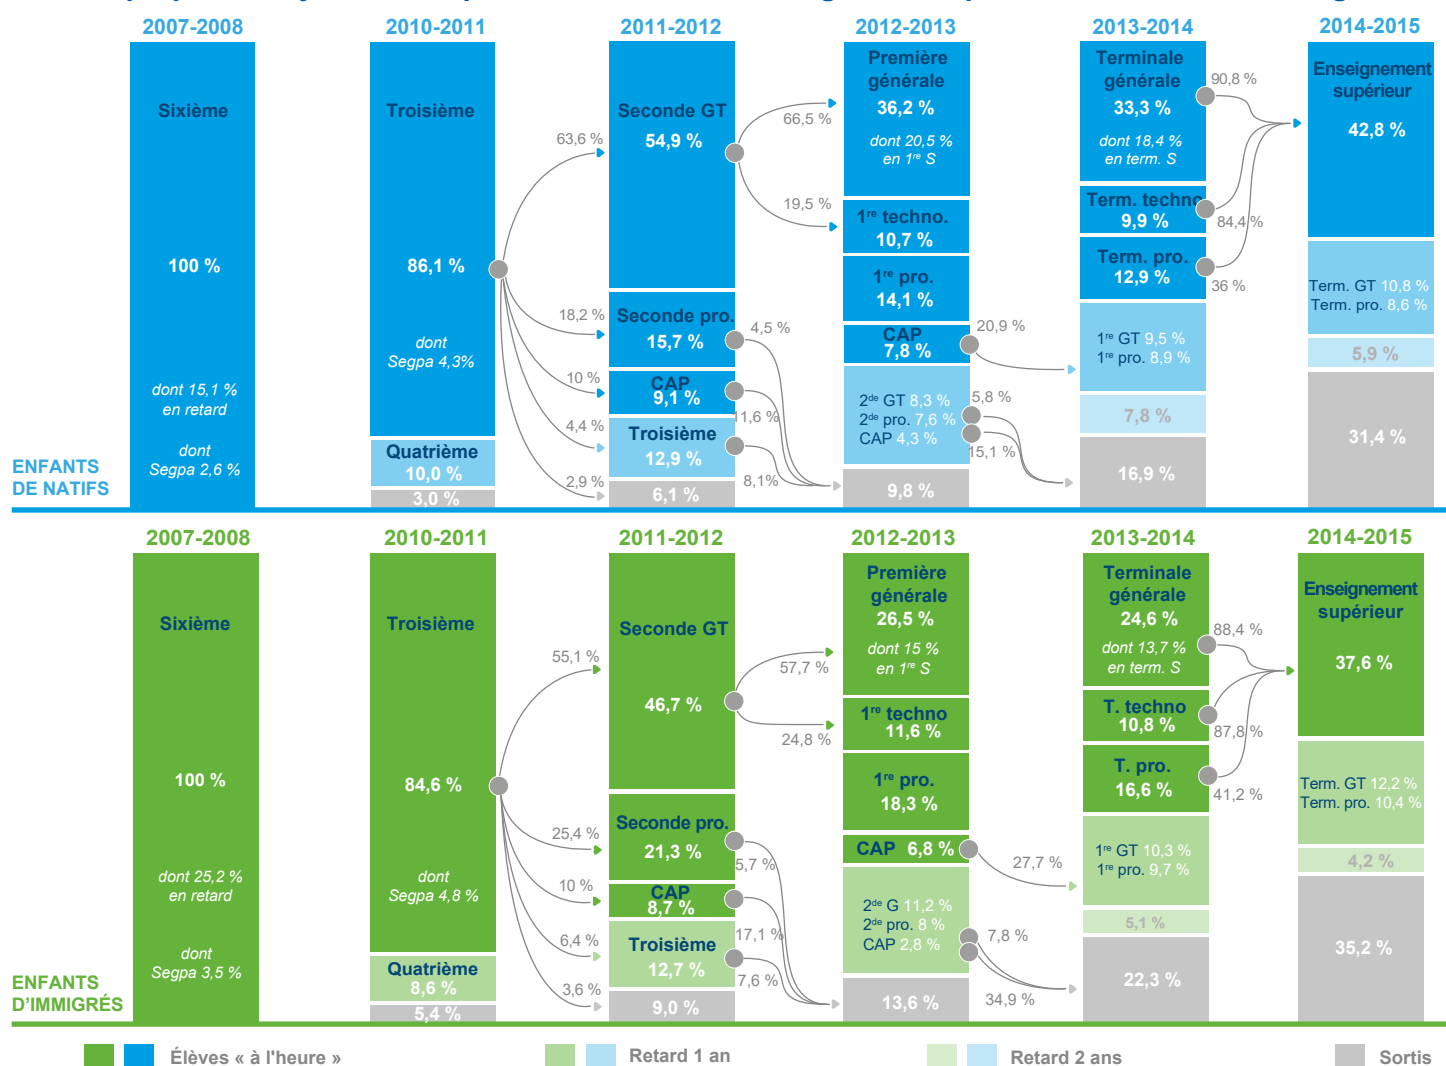 2007-2008
2010-2011
2011-2012
2012-2013
2013-2014
2014-2015
Sixième
100 %
dont 15,1 %
en retard
dont
Segpa 2,6 %
Troisième
86,1 %
dont
Segpa 4,3%
Quatrième
10,0 %
3,0 %
63,6 %
18,2 %
10 %
4,4 %
2,9 %
Seconde GT
54,9 %
Seconde pro.
15,7 %
CAP
9,1 %
Troisième
12,9 %
6,1 %
66,5 %
19,5 %
4,5 %
11,6 %
8,1%
Première
générale
36,2 %
dont 20,5 %
en 1re S
1re techno.
10,7 %
1re pro.
14,1 %
CAP
7,8 %
2de GT 8,3 %
2de pro. 7,6 %
CAP 4,3 %
9,8 %
20,9 %
5,8 %
15,1 %
Terminale
générale
33,3 %
dont 18,4 %
en term. S
Term. techno
9,9 %
Term. pro.
12,9 %
1re GT 9,5 %
1re pro. 8,9 %
7,8 %
16,9 %
90,8 %
84,4 %
36 %
Enseignement
supérieur
42,8 %
Term. GT 10,8 %
Term. pro. 8,6 %
5,9 %
31,4 %
ENFANTS
DE NATIFS
2007-2008
2010-2011
2011-2012
2012-2013
2013-2014
2014-2015
Sixième
100 %
dont 25,2 %
en retard
dont
Segpa 3,5 %
Troisième
84,6 %
dont
Segpa 4,8 %
Quatrième
8,6 %
5,4 %
55,1 %
25,4 %
10 %
6,4 %
3,6 %
Seconde GT
46,7 %
Seconde pro.
21,3 %
CAP
8,7 %
Troisième
12,7 %
9,0 %
57,7 %
24,8 %
5,7 %
17,1 %
7,6 %
Première
générale
26,5 %
dont 15 %
en 1re S
1re techno
11,6 %
1re pro.
18,3 %
CAP 6,8 %
2de G 11,2 %
2de pro. 8 %
CAP 2,8 %
13,6 %
27,7 %
7,8 %
34,9 %
Terminale
générale
24,6 %
dont 13,7 %
en term. S
T. techno
10,8 %
T. pro.
16,6 %
1re GT 10,3 %
1re pro. 9,7 %
5,1 %
22,3 %
88,4 %
87,8 %
41,2 %
Enseignement
supérieur
37,6 %
Term. GT 12,2 %
Term. pro. 10,4 %
4,2 %
35,2 %
ENFANTS
D'IMMIGRÉS
Élèves « à l'heure »
Retard 1 an
Retard 2 ans
Sortis